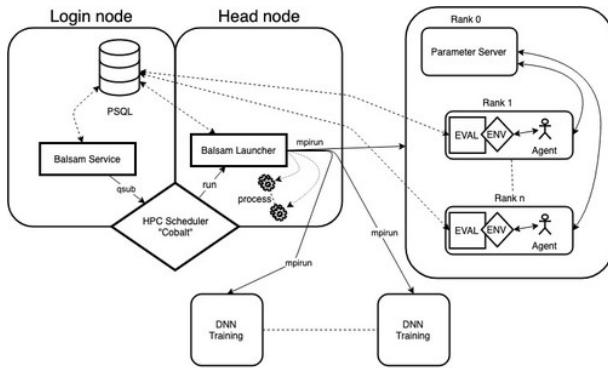 Login node
Head node
Rank 0
Parameter Server
PSQL
Rank 1
EVAL
ENV
Agent
Balsam Service
Balsam Launcher
mpirun
qsub
run
process
HPC Scheduler
"Cobalt"
Rank n
EVAL
ENV
Agent
mpirun
mpirun
DNN
Training
DNN
Training